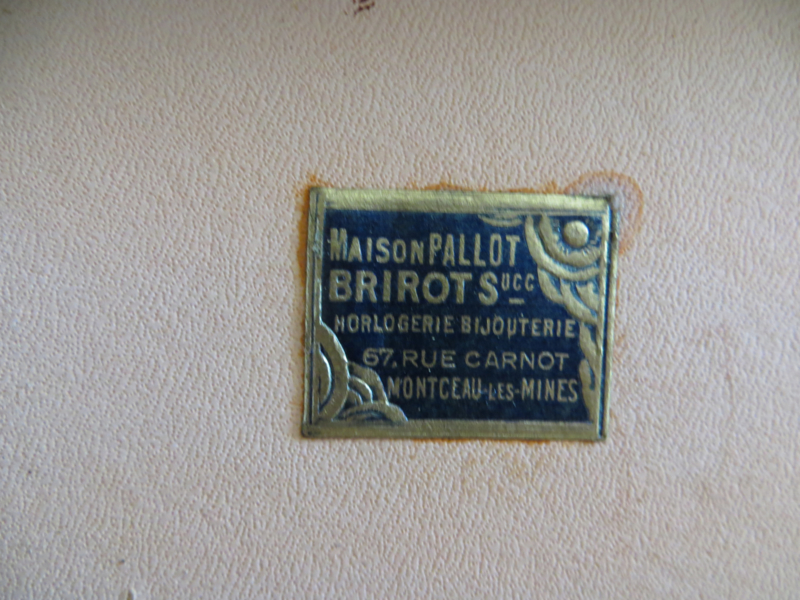 MAISON PALLOT
BRIROT Succ
HORLOGERIE BIJOUTERIE
67, RUE CARNOT
MONTCEAU-LES-MINES